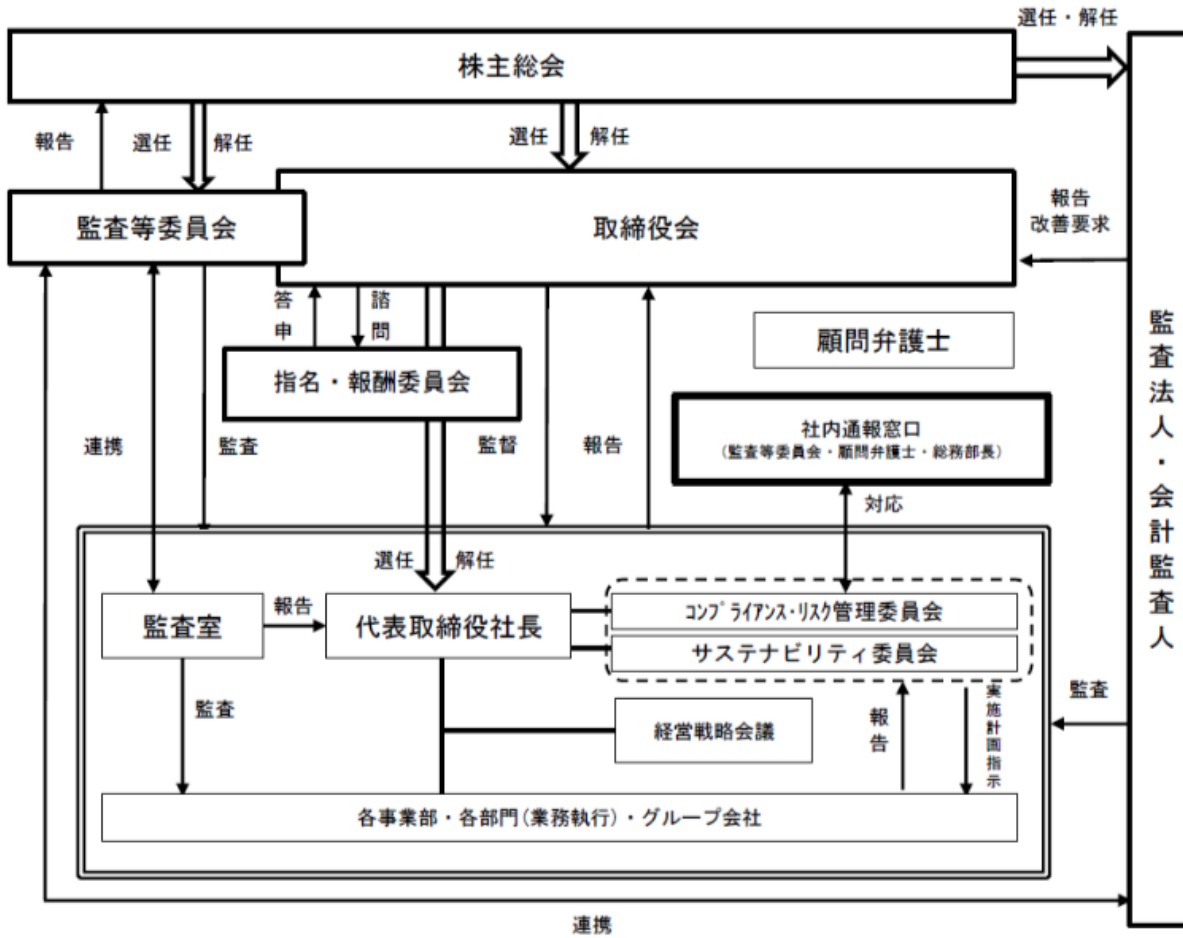 選任・解任
株主総会
報告
選任
解任
選任
解任
監査等委員会
取締役会
報告
改善要求
答申
諮問
顧問弁護士
指名・報酬委員会
社内通報窓口
(監査等委員会・顧問弁護士・総務部長)
連携
監査
監督
報告
対応
選任
解任
監査室
報告
代表取締役社長
コンプライアンス・リスク管理委員会
サステナビリティ委員会
監査
経営戦略会議
報告
実施計画指示
監査
各事業部・各部門(業務執行)・グループ会社
連携
監査法人・会計監査人